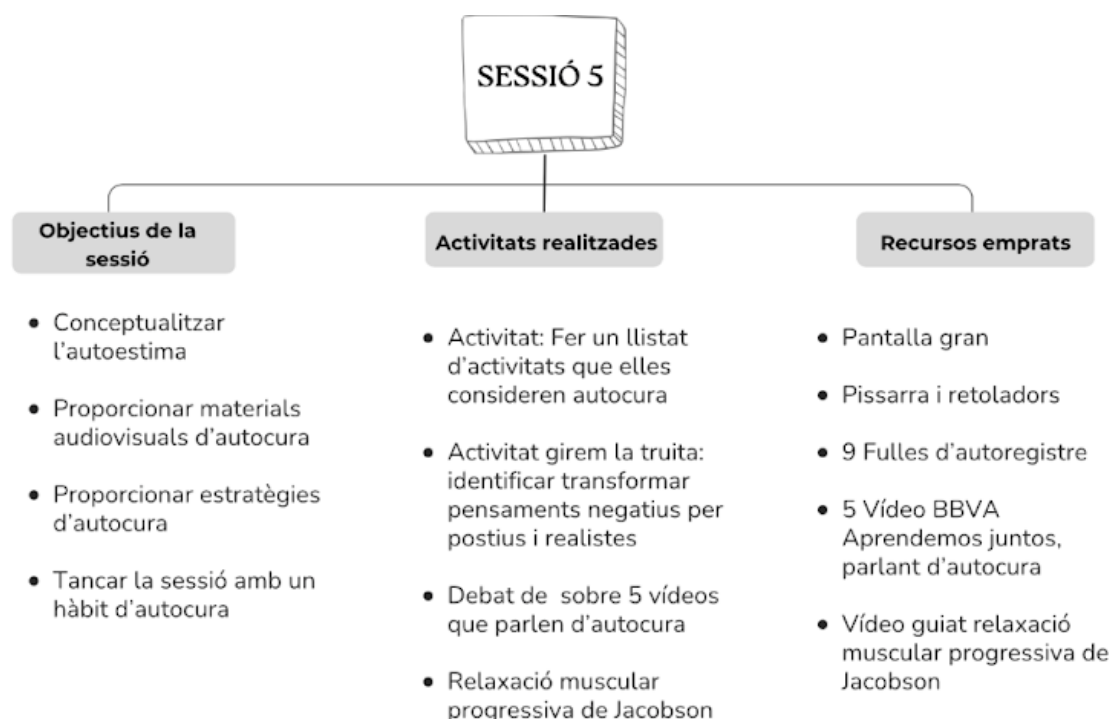 SESSIÓ 5
Objectius de la
sessió
Conceptualitzar
l'autoestima
Proporcionar materials
audiovisuals d'autocura
Proporcionar estratègies
d'autocura
Tancar la sessió amb un
hàbit d'autocura
Activitats realitzades
Activitat: Fer un llistat
d'activitats que elles
consideren autocura
Activitat girem la truita:
identificar transformar
pensaments negatius per
postius i realistes
Debat de  sobre 5 vídeos
que parlen d'autocura
Relaxació muscular
progressiva de Jacobson
Recursos emprats
Pantalla gran
Pissarra i retoladors
9 Fulles d'autoregistre
5 Vídeo BBVA
Aprendemos juntos,
parlant d'autocura
Vídeo guiat relaxació
muscular progressiva de
Jacobson